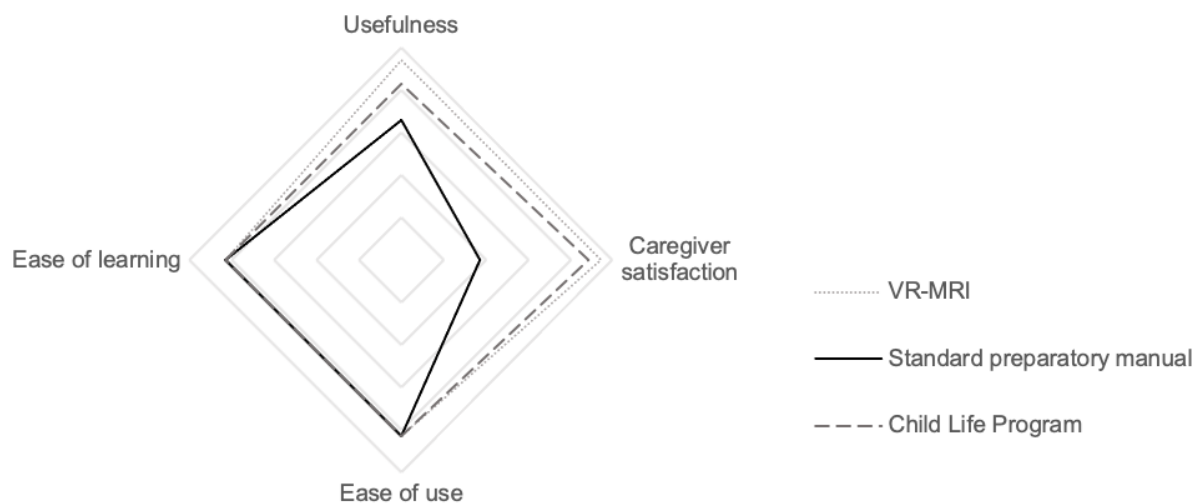 Usefulness
Ease of learning
Caregiver
satisfaction
Ease of use
VR-MRI
Standard preparatory manual
Child Life Program